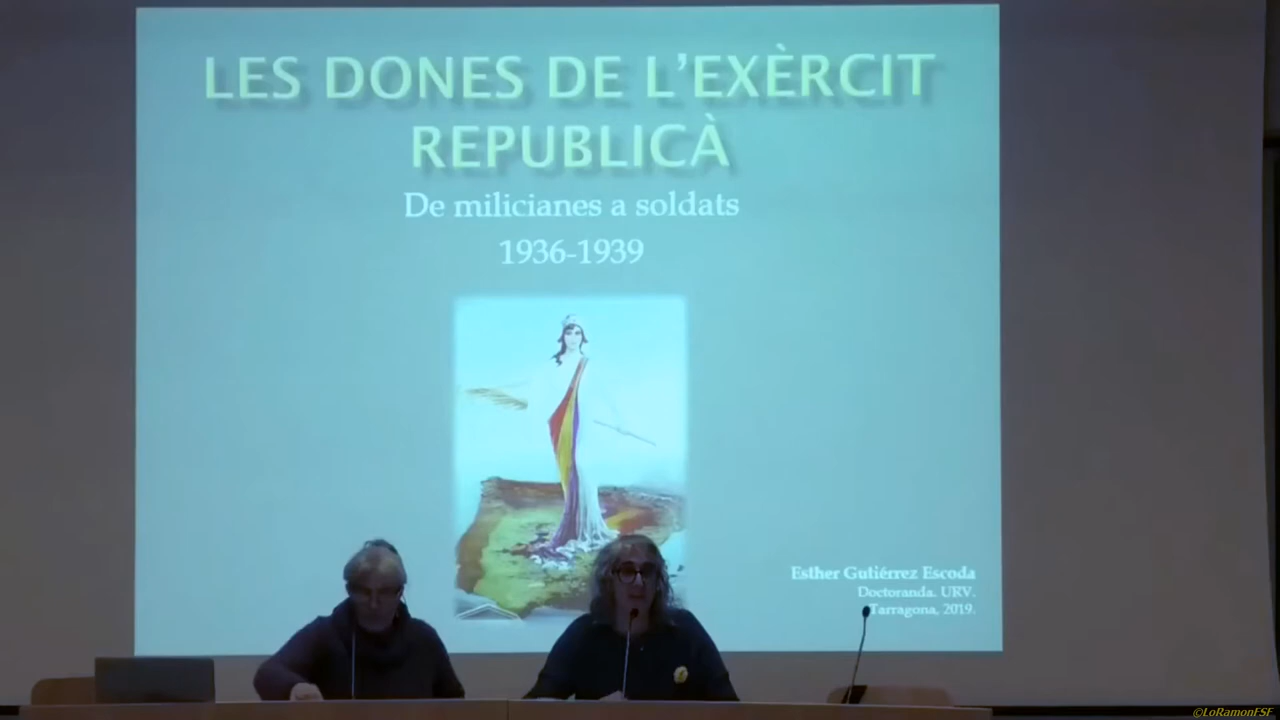 LES DONES DE L'EXÈRCIT
REPUBLICÀ
De milicianes a soldats
1936-1939
Esther Gutiérrez Escoda
Doctoranda. URV.
Tarragona, 2019.
©LoRamonFSF